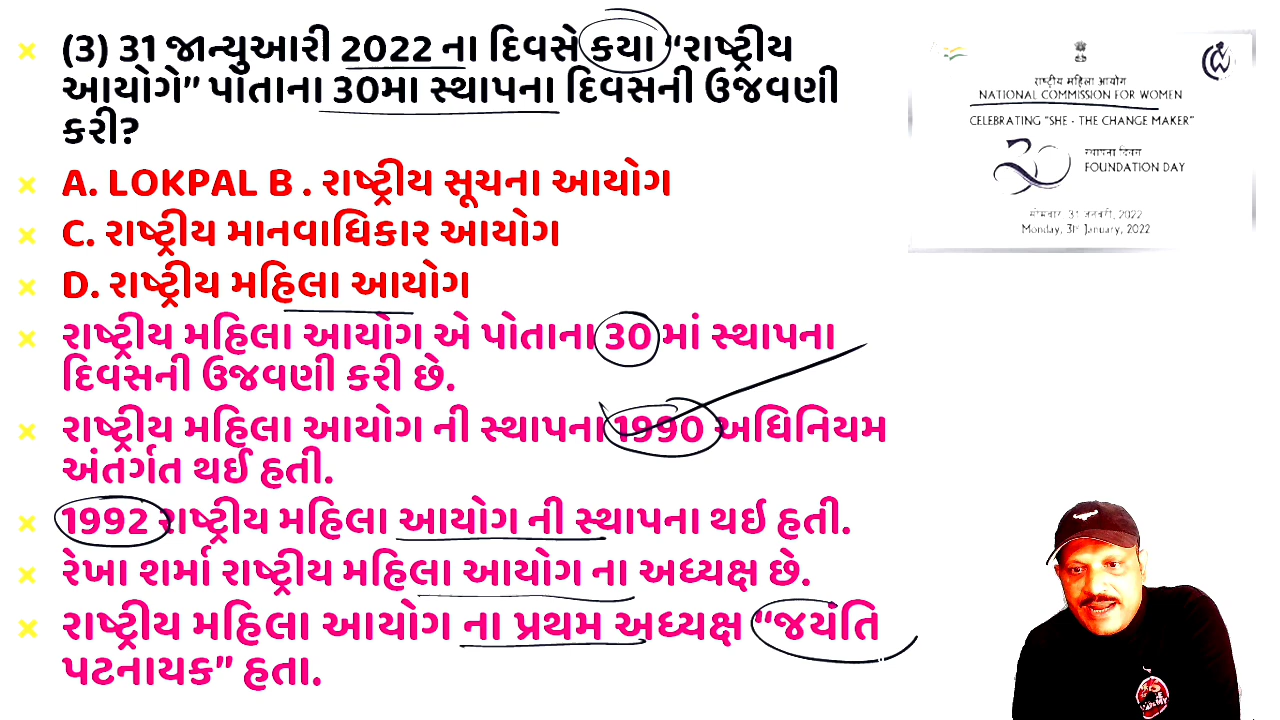 (3) 31 જાન્યુઆરી 2022 ના દિવસે કયા “રાષ્ટ્રીય
આયોગે” પોતાના 30મા સ્થાપના દિવસની ઉજવણી
કરી?
A. LOKPAL B . રાષ્ટ્રીય સૂચના આયોગ
C. રાષ્ટ્રીય માનવાધિકાર આયોગ
D. રાષ્ટ્રીય મહિલા આયોગ
રાષ્ટ્રીય મહિલા આયોગ એ પોતાના 30 માં સ્થાપના
દિવસની ઉજવણી કરી છે.
રાષ્ટ્રીય મહિલા આયોગ ની સ્થાપના 1990 અધિનિયમ
અંતર્ગત થઈ હતી.
1992 રાષ્ટ્રીય મહિલા આયોગ ની સ્થાપના થઇ હતી.
રેખા શર્મા રાષ્ટ્રીય મહિલા આયોગ ના અધ્યક્ષ છે.
રાષ્ટ્રીય મહિલા આયોગ ના પ્રથમ અધ્યક્ષ “જયંતિ
પટનાયક” હતા.
राष्ट्रीय महिला आयोग
NATIONAL COMMISSION FOR WOMEN
CELEBRATING "SHE - THE CHANGE MAKER"
30 स्थापना दिवस
FOUNDATION DAY
सोमवार 31 जनवरी, 2022
Monday, 31st January, 2022